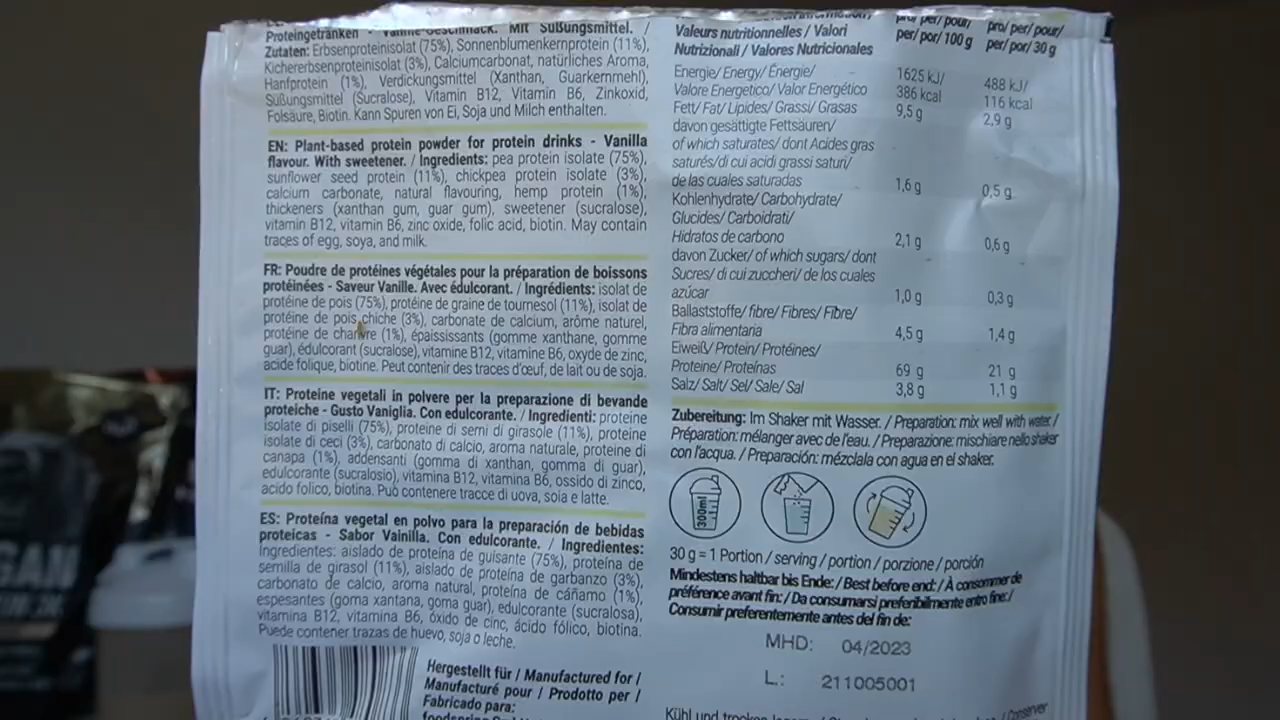 Proteingetränken - Vanille-Geschmack. Mit Süßungsmittel. /
Zutaten: Erbsenproteinisolat (75%), Sonnenblumenkernprotein (11%),
Kichererbsenproteinisolat (3%), Calciumcarbonat, natürliches Aroma,
Hanfprotein (1%), Verdickungsmittel (Xanthan, Guarkernmehl),
Süßungsmittel (Sucralose), Vitamin B12, Vitamin B6, Zinkoxid,
Folsäure, Biotin. Kann Spuren von Ei, Soja und Milch enthalten.
EN: Plant-based protein powder for protein drinks - Vanilla
flavour. With sweetener. / Ingredients: pea protein isolate (75%),
sunflower seed protein (11%), chickpea protein isolate (3%),
calcium carbonate, natural flavouring, hemp protein (1%),
thickeners (xanthan gum, guar gum), sweetener (sucralose),
vitamin B12, vitamin B6, zinc oxide, folic acid, biotin. May contain
traces of egg, soya, and milk.
FR: Poudre de protéines végétales pour la préparation de boissons
protéinées - Saveur Vanille. Avec édulcorant. / Ingrédients: isolat de
protéine de pois (75%), protéine de graine de tournesol (11%), isolat de
protéine de pois chiche (3%), carbonate de calcium, arôme naturel,
protéine de chanvre (1%), épaississants (gomme xanthane, gomme
guar), édulcorant (sucralose), vitamine B12, vitamine B6, oxyde de zinc,
acide folique, biotine. Peut contenir des traces d'œuf, de lait ou de soja.
IT: Proteine vegetali in polvere per la preparazione di bevande
proteiche - Gusto Vaniglia. Con edulcorante. / Ingredienti: proteine
isolate di piselli (75%), proteine di semi di girasole (11%), proteine
isolate di ceci (3%), carbonato di calcio, aroma naturale, proteine di
canapa (1%), addensanti (gomma di xanthan, gomma di guar),
edulcorante (sucralosio), vitamina B12, vitamina B6, ossido di zinco,
acido folico, biotina. Può contenere tracce di uova, soia e latte.
ES: Proteína vegetal en polvo para la preparación de bebidas
proteicas - Sabor Vainilla. Con edulcorante. / Ingredientes:
Ingredientes: aislado de proteína de guisante (75%), proteína de
semilla de girasol (11%), aislado de proteína de garbanzo (3%),
carbonato de calcio, aroma natural, proteína de cáñamo (1%),
espesantes (goma xantana, goma guar), edulcorante (sucralosa),
vitamina B12, vitamina B6, óxido de cinc, ácido fólico, biotina.
Puede contener trazas de huevo, soja o leche.
Hergestellt für / Manufactured for /
Manufacturé pour / Prodotto per /
Fabricado para:
Valeurs nutritionnelles / Valori pro/ per/ pour/ pro/ per/ pour/
Nutrizionali / Valores Nutricionales per/ por/ 100 g per/ por/ 30 g
Energie/ Energy/ Énergie/ 1625 kJ/ 488 kJ/
Valore Energetico/ Valor Energético 386 kcal 116 kcal
Fett/ Fat/ Lipides/ Grassi/ Grasas 9,5 g 2,9 g
davon gesättigte Fettsäuren/
of which saturates/ dont Acides gras
saturés/di cui acidi grassi saturi/
de las cuales saturadas 1,6 g 0,5 g
Kohlenhydrate/ Carbohydrate/
Glucides/ Carboidrati/
Hidratos de carbono 2,1 g 0,6 g
davon Zucker/ of which sugars/ dont
Sucres/ di cui zuccheri/ de los cuales
azúcar 1,0 g 0,3 g
Ballaststoffe/ fibre/ Fibres/ Fibre/
Fibra alimentaria 4,5 g 1,4 g
Eiweiß/ Protein/ Protéines/
Proteine/ Proteínas 69 g 21 g
Salz/ Salt/ Sel/ Sale/ Sal 3,8 g 1,1 g
Zubereitung: Im Shaker mit Wasser. / Preparation: mix well with water. /
Préparation: mélanger avec de l'eau. / Preparazione: mischiare nello shaker
con l'acqua. / Preparación: mézclala con agua en el shaker.
300ml
30 g = 1 Portion / serving / portion / porzione / porción
Mindestens haltbar bis Ende: / Best before end: / À consommer de
préférence avant fin: / Da consumarsi preferibilmente entro fine: /
Consumir preferentemente antes del fin de:
MHD: 04/2023
L.: 211005001
Kühl und trocken